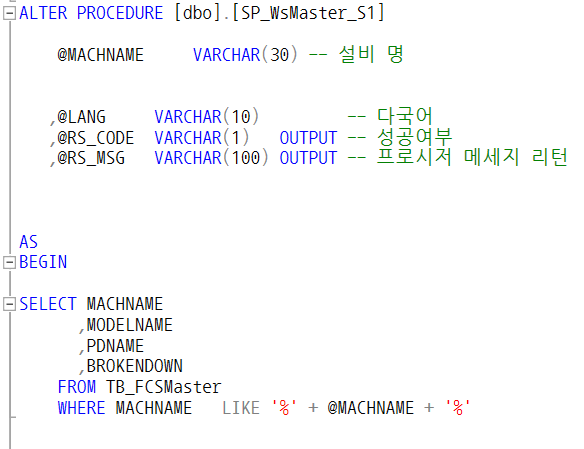 ALTER PROCEDURE [dbo].[SP_WsMaster_S1]
@MACHNAME VARCHAR(30) -- 설비 명
,@LANG VARCHAR(10) -- 다국어
,@RS_CODE VARCHAR(1) OUTPUT -- 성공여부
,@RS_MSG VARCHAR(100) OUTPUT -- 프로시저 메세지 리턴
AS
BEGIN
SELECT MACHNAME
,MODELNAME
,PDNAME
,BROKENDOWN
FROM TB_FCSMaster
WHERE MACHNAME LIKE '%' + @MACHNAME + '%'